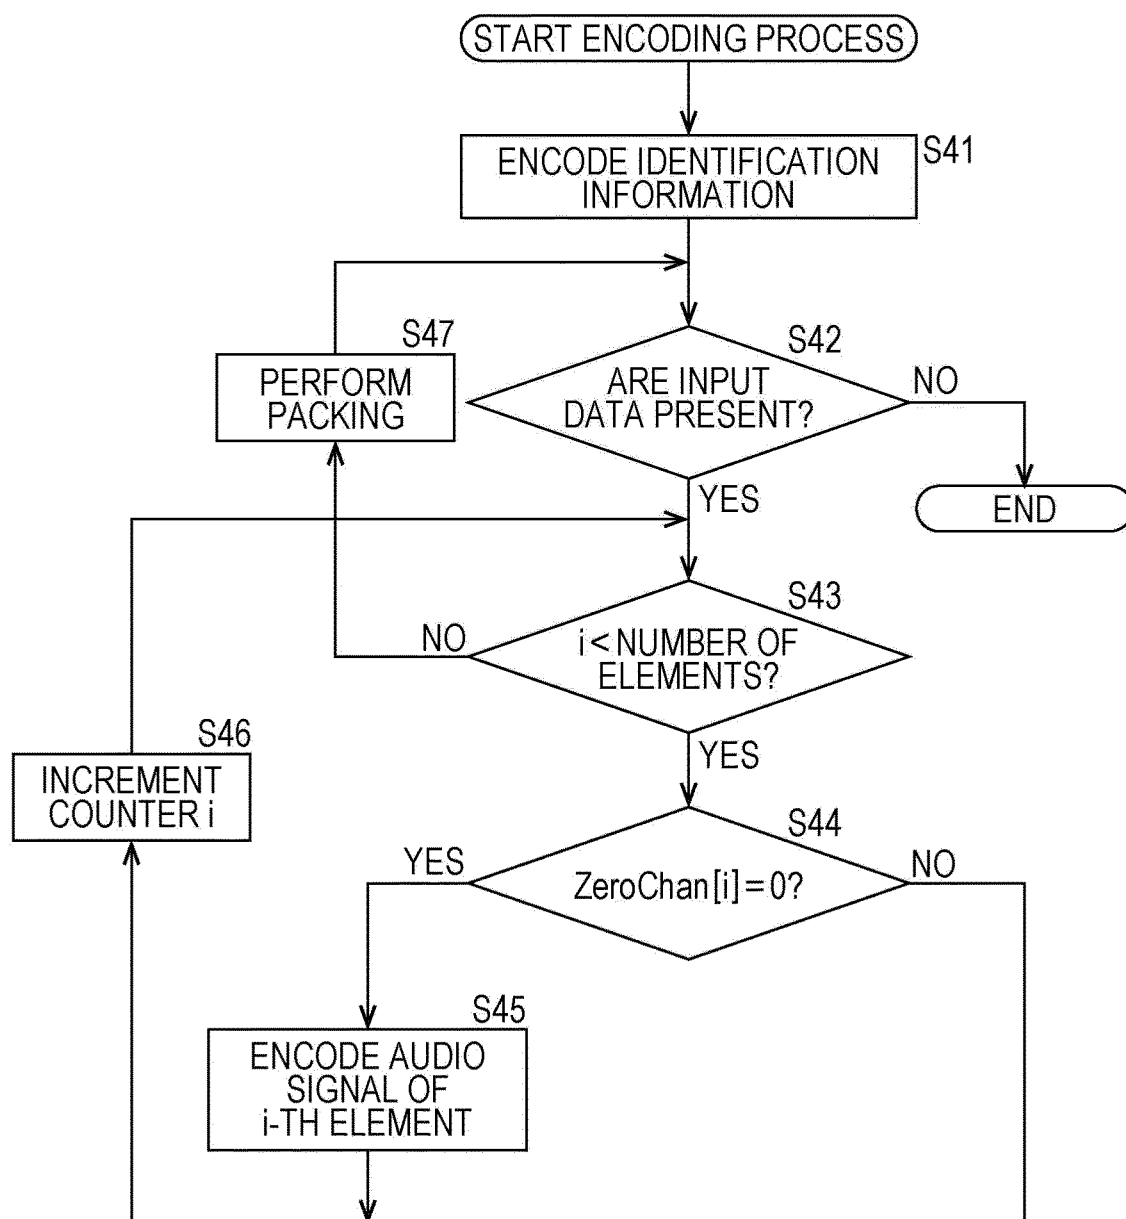 START ENCODING PROCESS
S41
ENCODE IDENTIFICATION
INFORMATION
S47
PERFORM
PACKING
S42
ARE INPUT
DATA PRESENT?
NO
YES
END
S43
i < NUMBER OF
ELEMENTS?
NO
YES
S46
INCREMENT
COUNTER i
S44
ZeroChan[i] = 0?
YES
NO
S45
ENCODE AUDIO
SIGNAL OF
i-TH ELEMENT